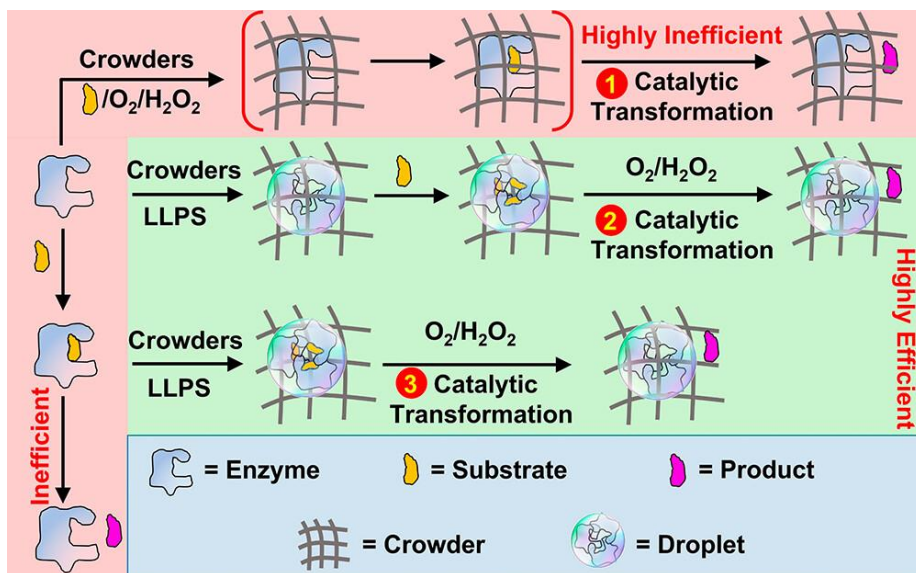 Crowders
/O₂/H₂O₂
Highly Inefficient
1 Catalytic
Transformation
Crowders
LLPS
O₂/H₂O₂
2 Catalytic
Transformation
Crowders
LLPS
O₂/H₂O₂
3 Catalytic
Transformation
Highly Efficient
Inefficient
= Enzyme
= Substrate
= Product
= Crowder
= Droplet